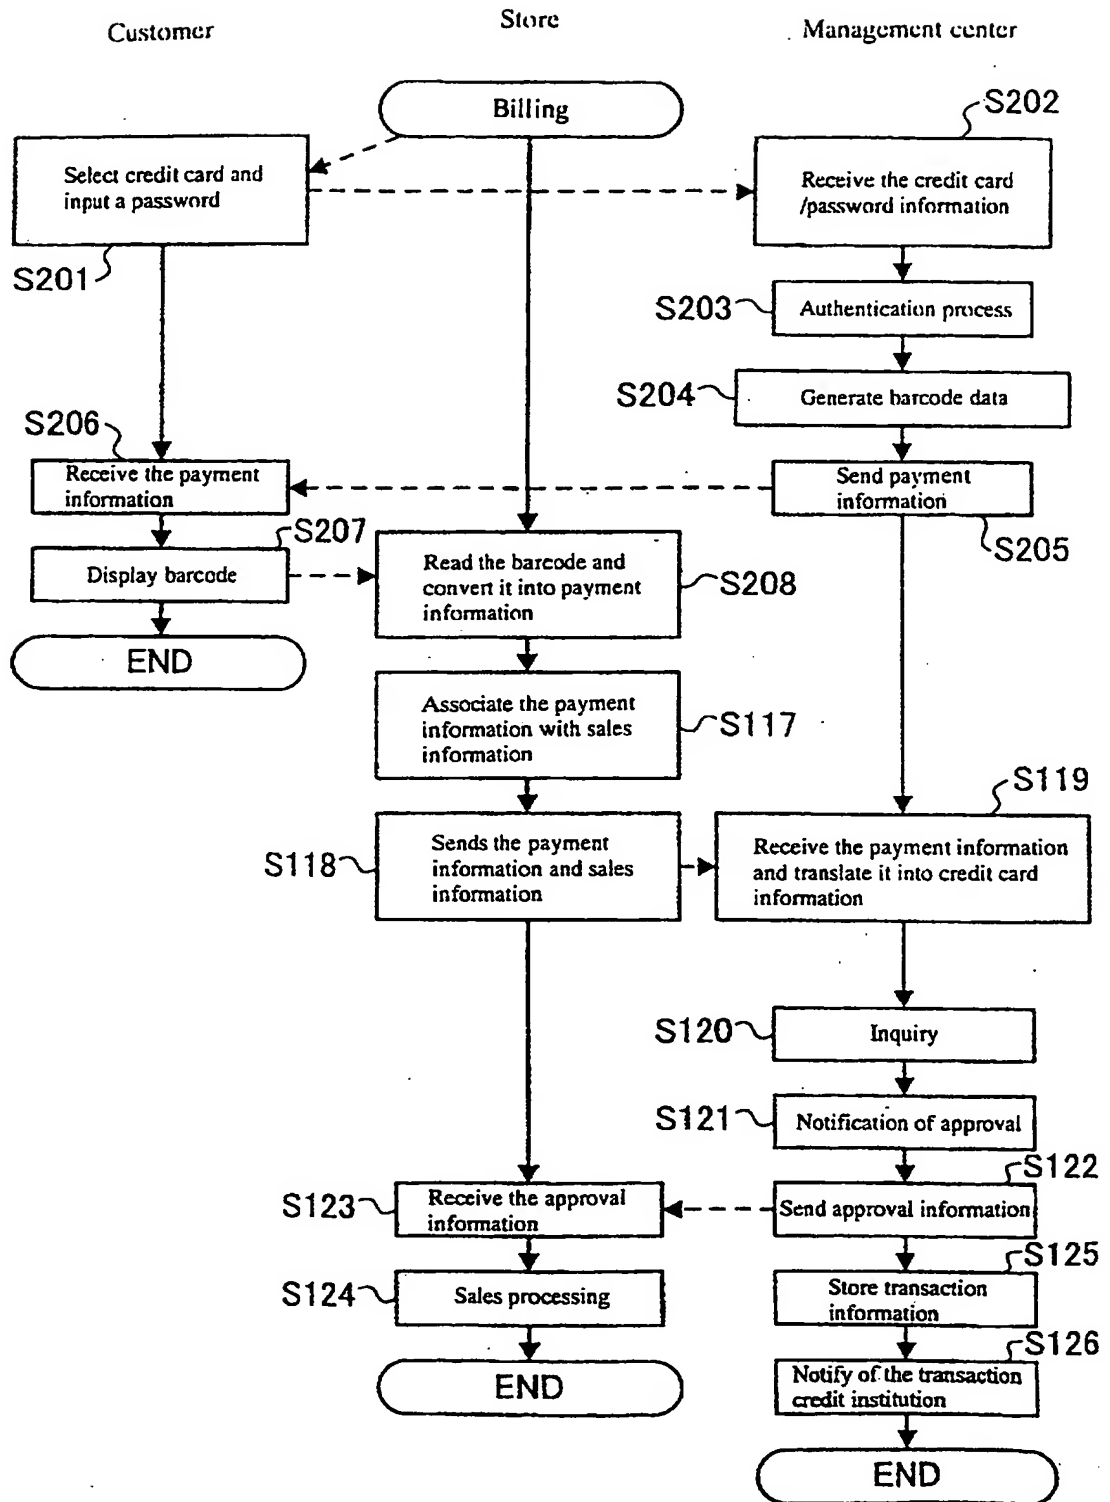 Customer
Store
Management center
Billing
S202
Select credit card and
input a password
Receive the credit card
/password information
S201
S203
Authentication process
S204
Generate barcode data
S206
Receive the payment
information
Send payment
information
S207
S205
Display barcode
Read the barcode and
convert it into payment
information
S208
END
Associate the payment
information with sales
information
S117
S119
S118
Sends the payment
information and sales
information
Receive the payment information
and translate it into credit card
information
S120
Inquiry
S121
Notification of approval
S122
S123
Receive the approval
information
Send approval information
S125
S124
Sales processing
Store transaction
information
S126
END
Notify of the transaction
credit institution
END